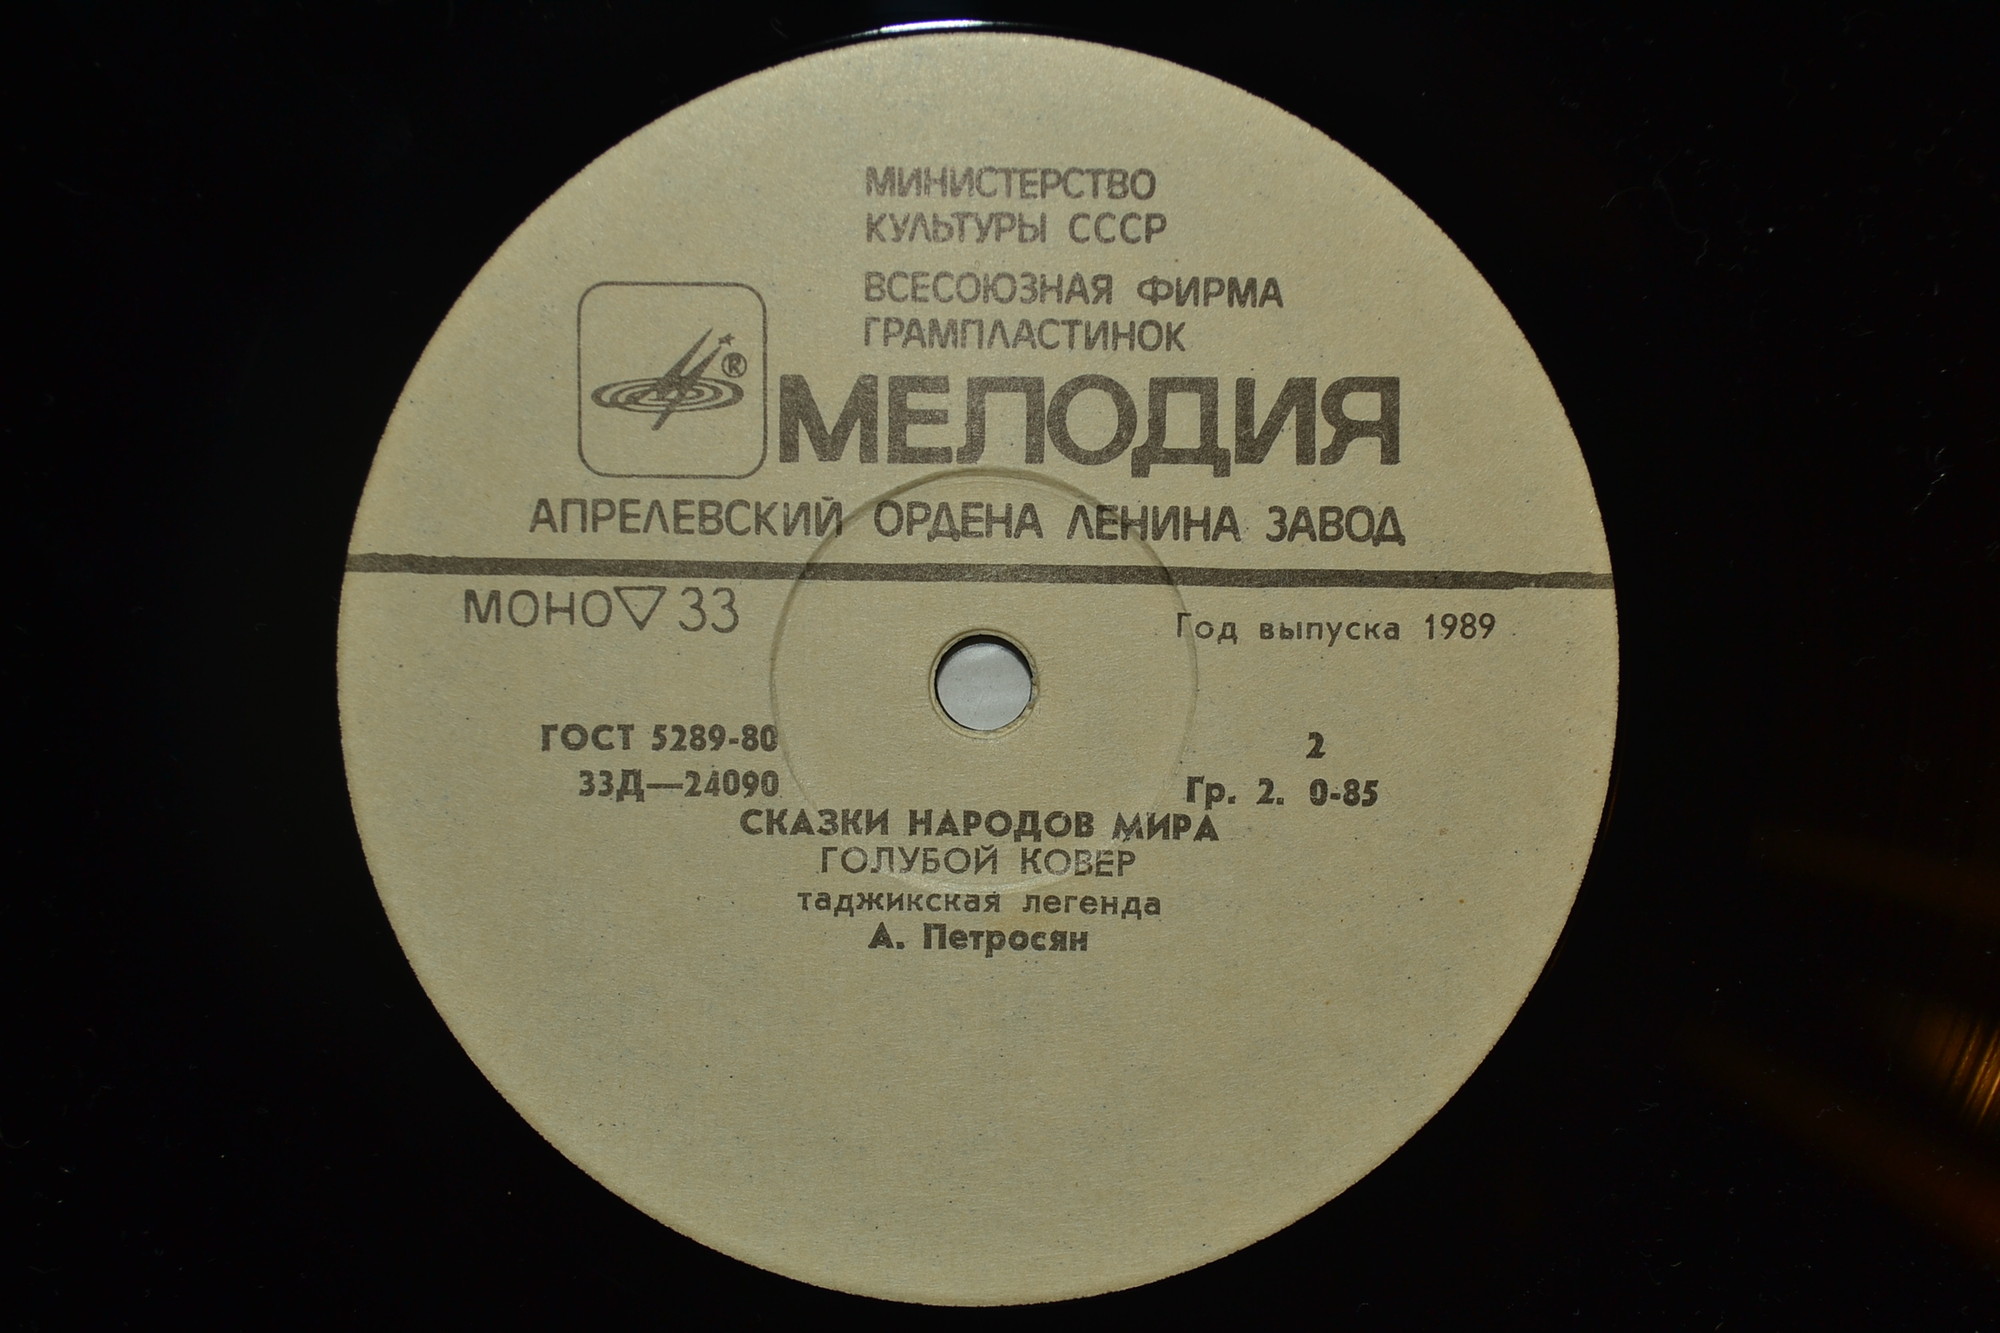 МИНИСТЕРСТВО
КУЛЬТУРЫ СССР
ВСЕСОЮЗНАЯ ФИРМА
ГРАМПЛАСТИНОК
®
МЕЛОДИЯ
АПРЕЛЕВСКИЙ ОРДЕНА ЛЕНИНА ЗАВОД
МОНО▽33
Год выпуска 1989
ГОСТ 5289-80
2
33Д—24090
Гр. 2. 0-85
СКАЗКИ НАРОДОВ МИРА
ГОЛУБОЙ КОВЕР
таджикская легенда
А. Петросян